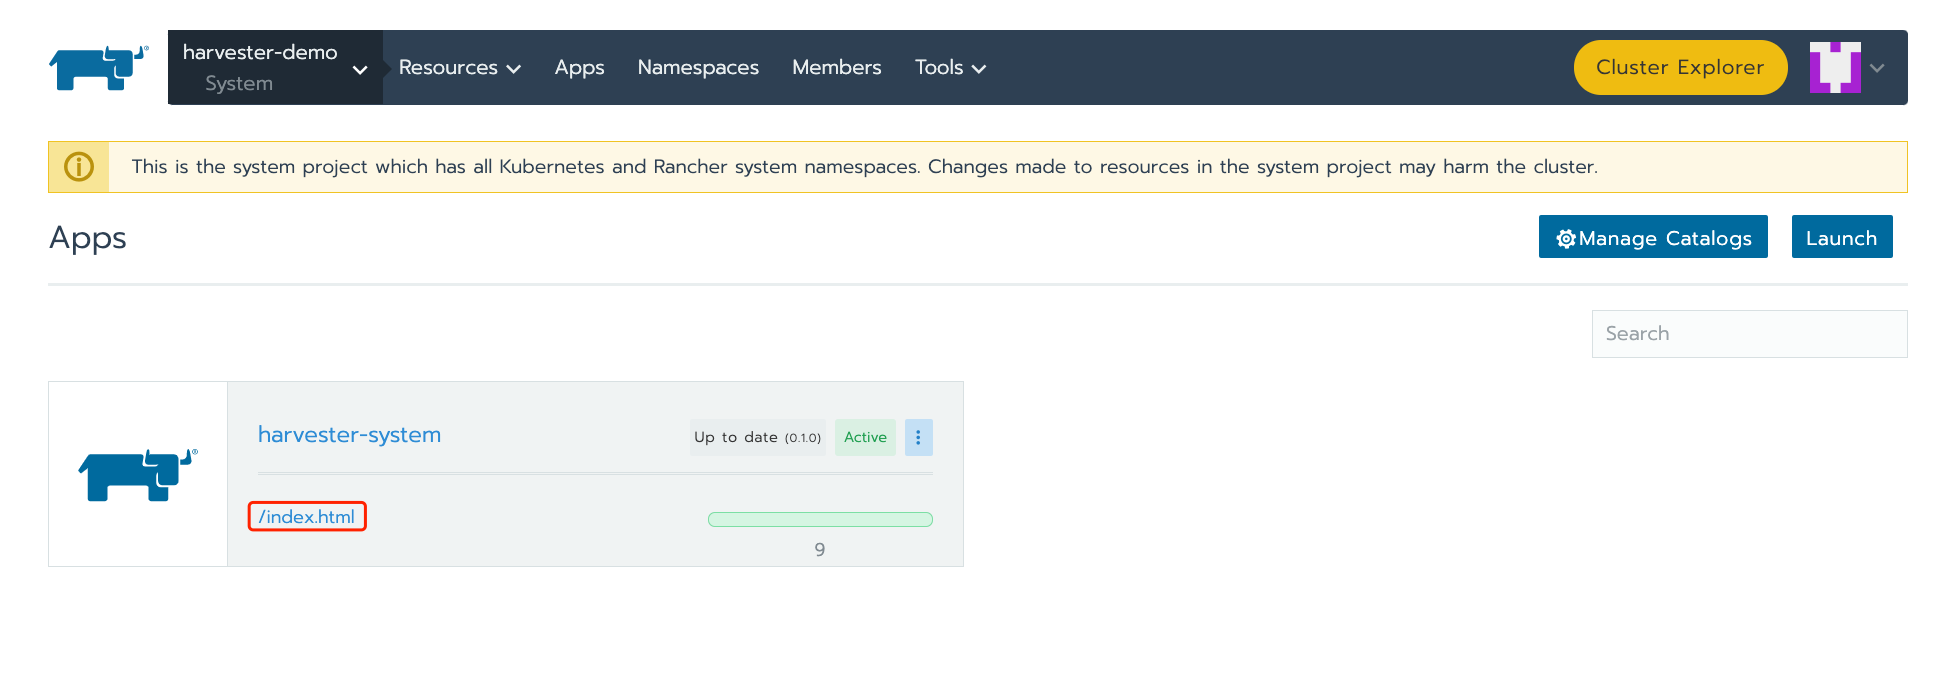 harvester-demo
System
Resources
Apps
Namespaces
Members
Tools
Cluster Explorer
This is the system project which has all Kubernetes and Rancher system namespaces. Changes made to resources in the system project may harm the cluster.
Apps
Manage Catalogs
Launch
Search
harvester-system
Up to date (0.1.0)
Active
/index.html
9